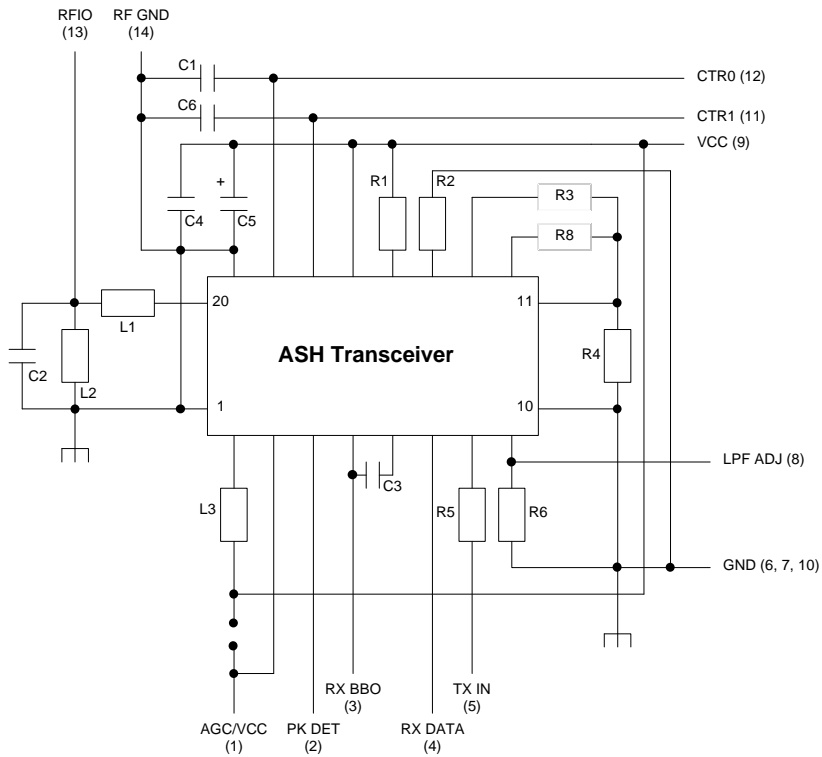 RFIO
(13)
RF GND
(14)
C1
CTR0 (12)
C6
CTR1 (11)
VCC (9)
R1
R2
R3
+
C4
C5
R8
20
11
L1
ASH Transceiver
R4
C2
L2
1
10
LPF ADJ (8)
C3
L3
R5
R6
GND (6, 7, 10)
RX BBO
(3)
TX IN
(5)
AGC/VCC
(1)
PK DET
(2)
RX DATA
(4)